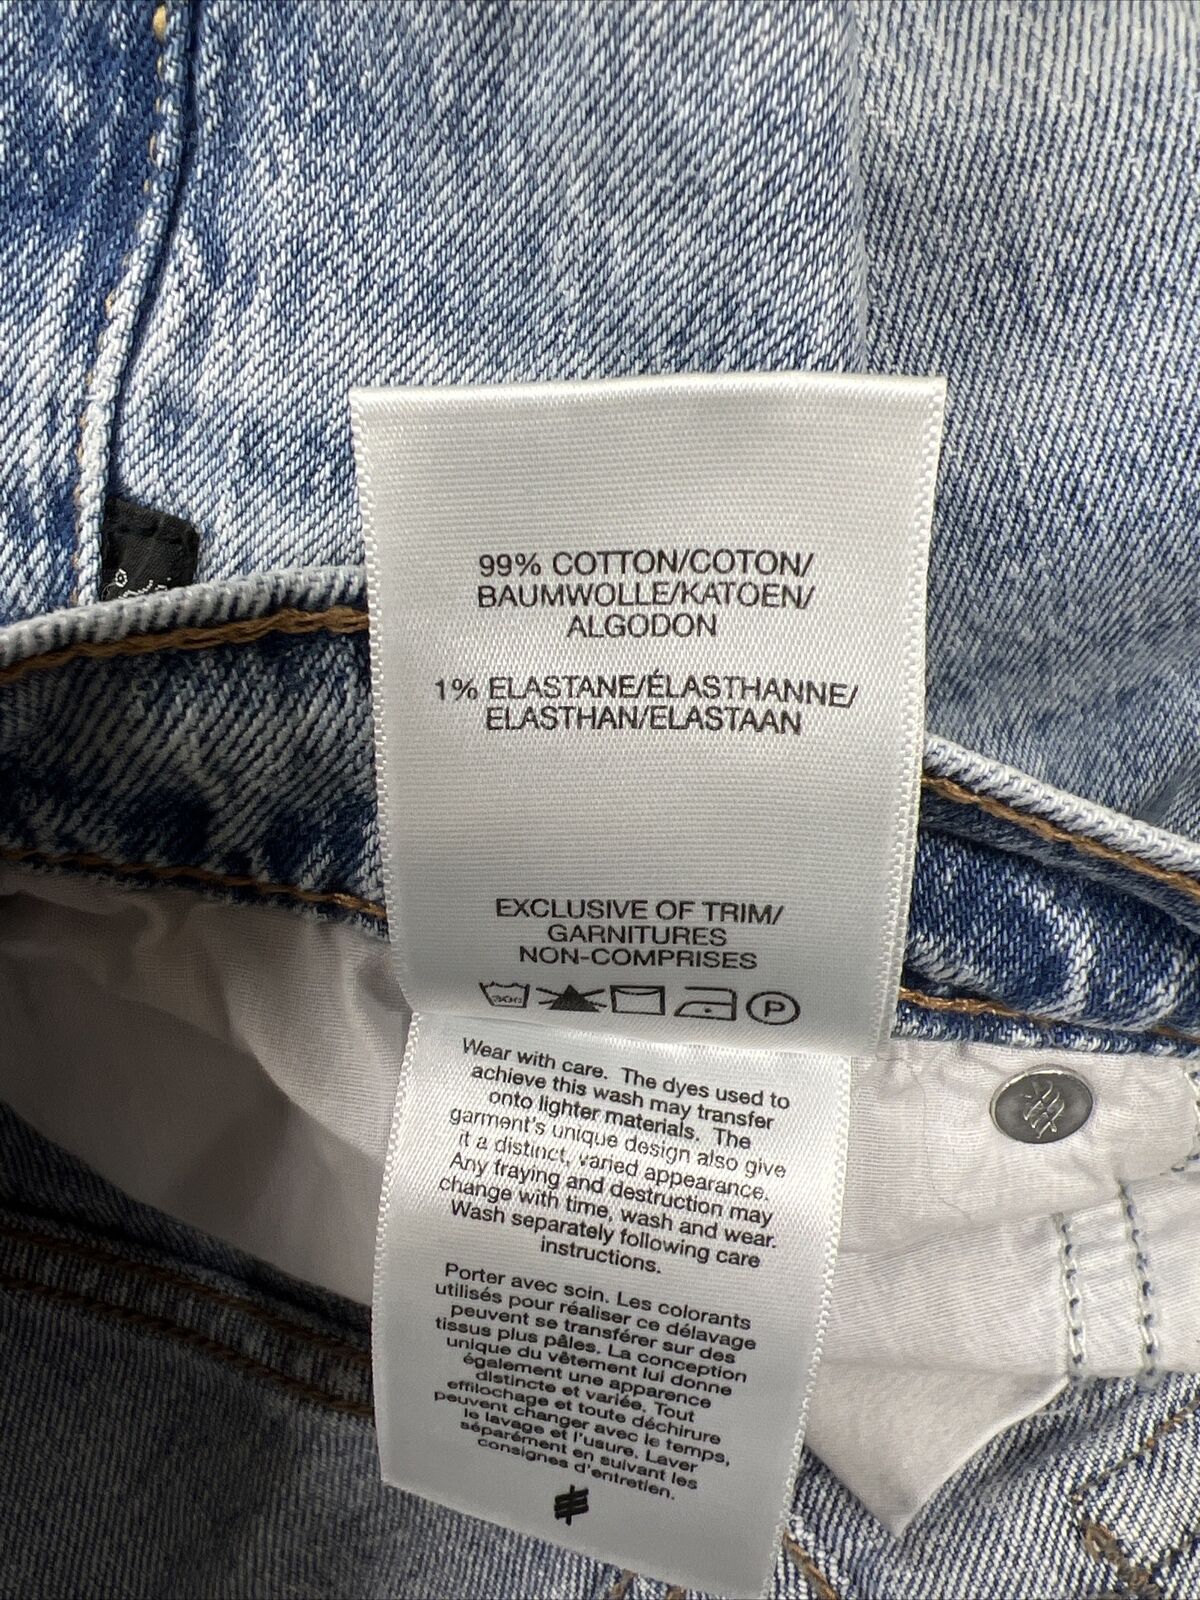 99% COTTON/COTON/
BAUMWOLLE/KATOEN/
ALGODON
1% ELASTANE/ÉLASTHANNE/
ELASTHAN/ELASTAAN
EXCLUSIVE OF TRIM/
GARNITURES
NON-COMPRISES
30C
P
Wear with care. The dyes used to
achieve this wash may transfer
onto lighter materials. The
garment's unique design also give
it a distinct, varied appearance.
Any fraying and destruction may
change with time, wash and wear.
Wash separately following care
instructions.
Porter avec soin. Les colorants
utilisés pour réaliser ce délavage
peuvent se transférer sur des
tissus plus pâles. La conception
unique du vêtement lui donne
également une apparence
distincte et variée. Tout
effilochage et toute déchirure
peuvent changer avec le temps,
le lavage et l'usure. Laver
séparément en suivant les
consignes d'entretien.